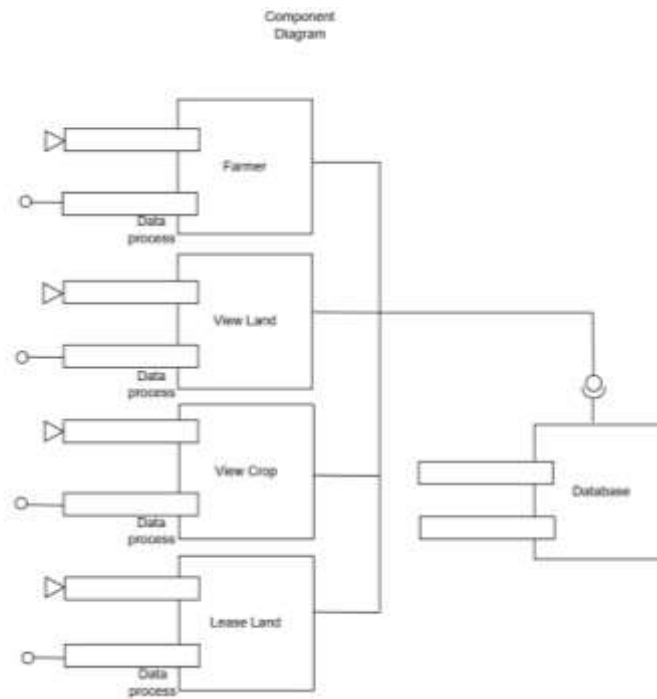 Component
Diagram
Farmer
Data
process
View Land
Data
process
View Crop
Database
Data
process
Lease Land
Data
process